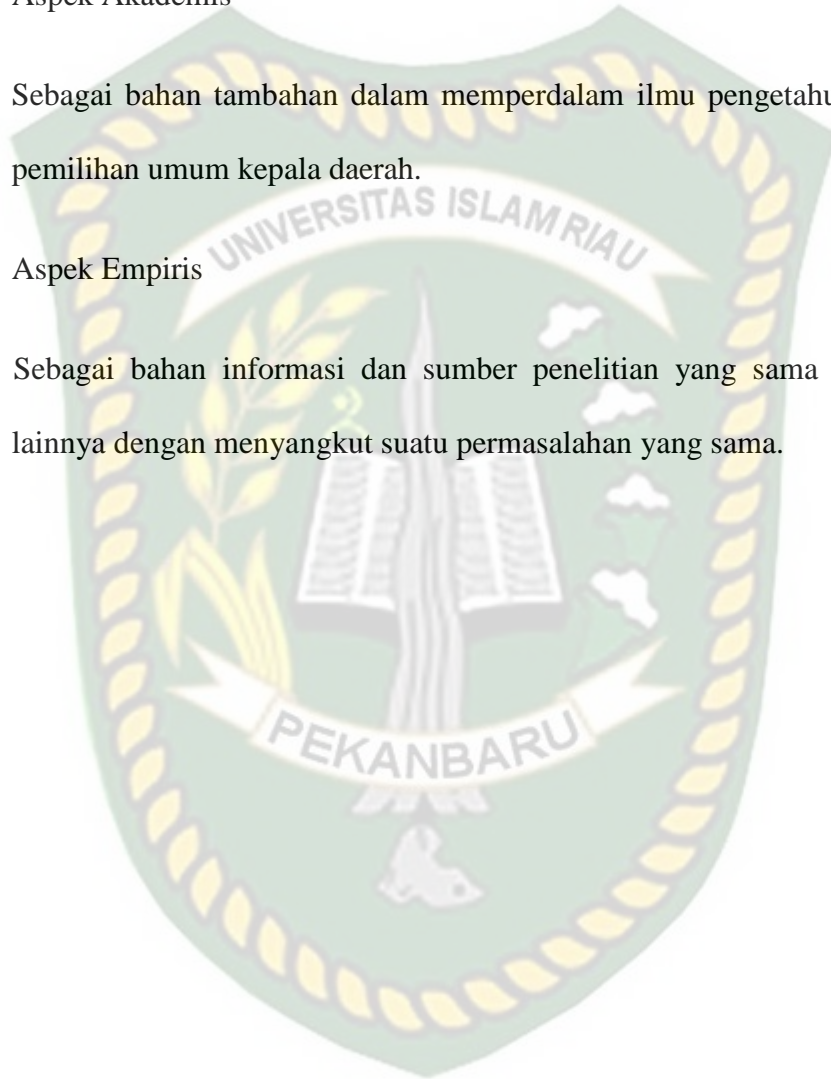 Aspek Akademis
Sebagai bahan tambahan dalam memperdalam ilmu
pemilihan umum kepala daerah.
UNIVERSITAS ISLAM RIAU
Aspek Empiris
Sebagai bahan informasi dan sumber penelitian yang sama
lainnya dengan menyangkut suatu permasalahan yang sama.
PEKANBARU